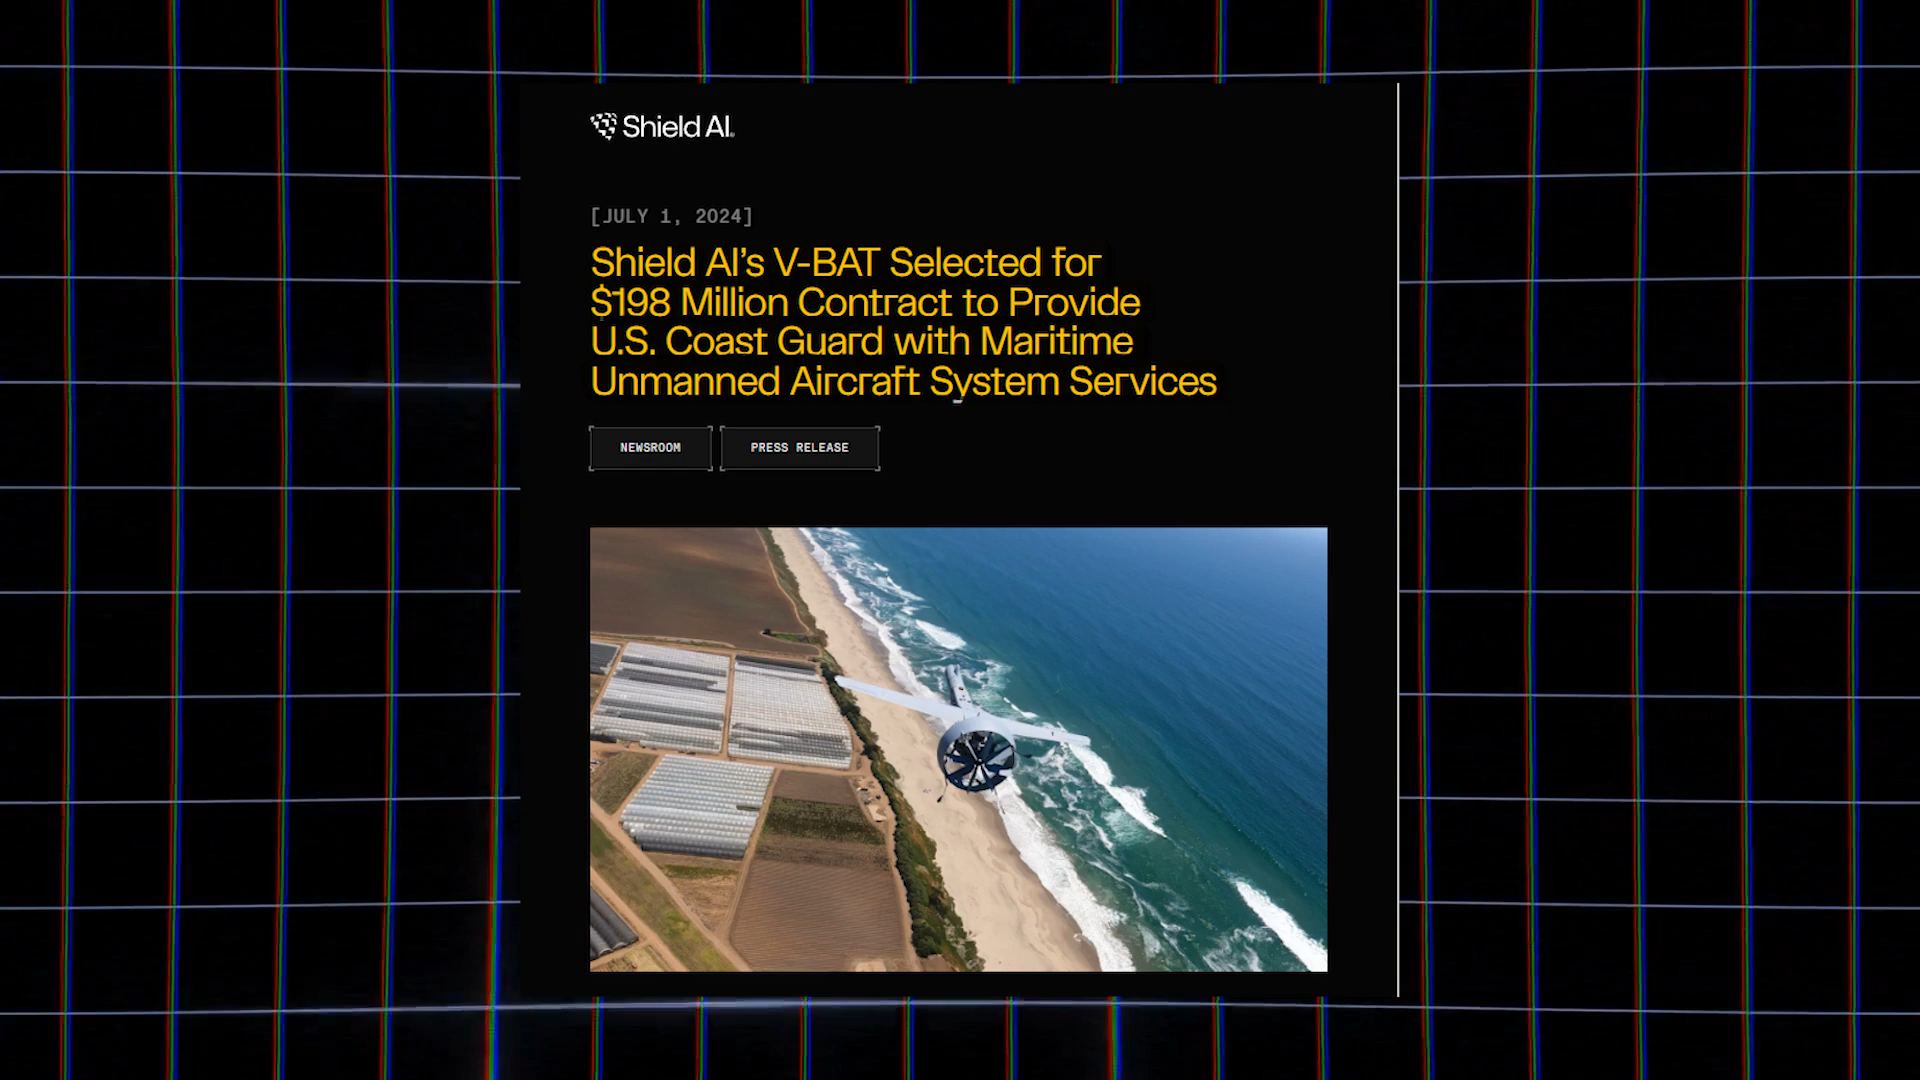 Shield AI
[JULY 1, 2024]
Shield AI's V-BAT Selected for
$198 Million Contract to Provide
U.S. Coast Guard with Maritime
Unmanned Aircraft System Services
NEWSROOM
PRESS RELEASE